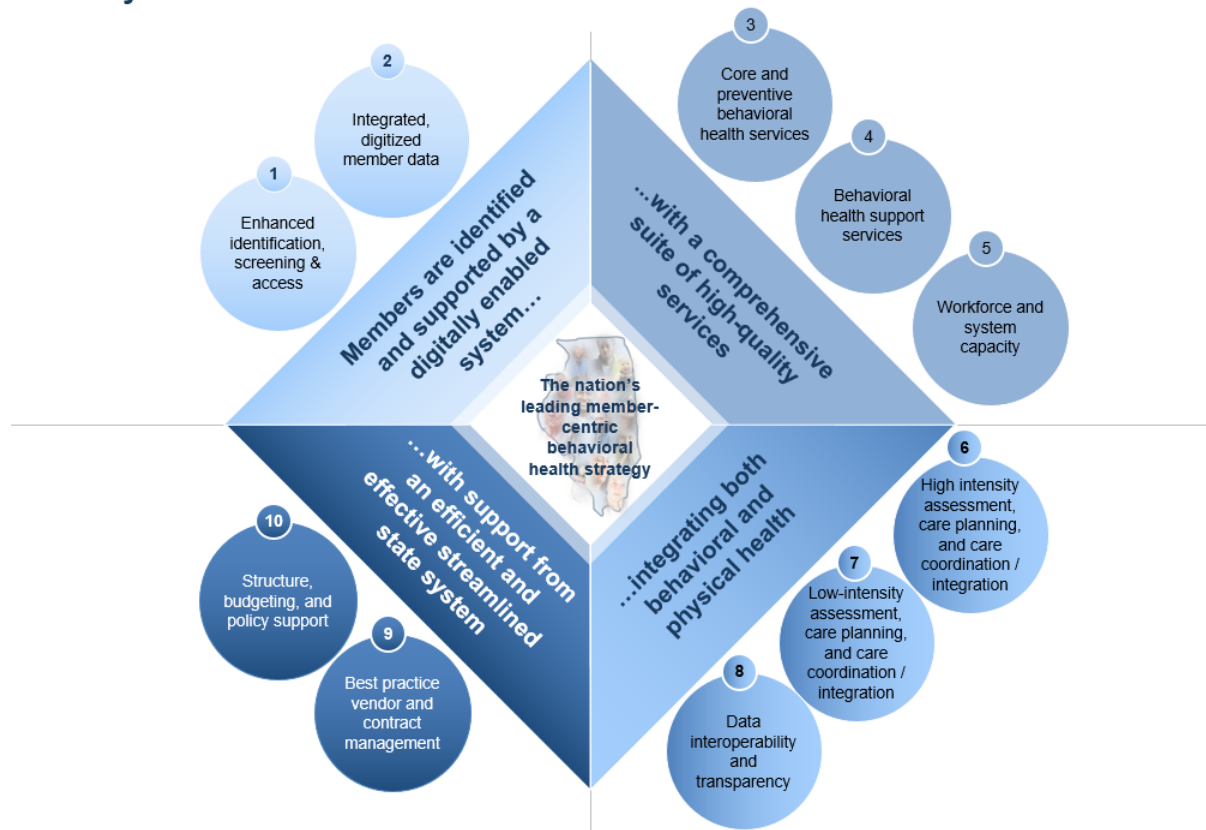 2
Integrated,
digitized
member data
1
Enhanced
identification,
screening &
access
Members are identified
and supported by a
digitally enabled
system…
3
Core and
preventive
behavioral
health services
4
Behavioral
health support
services
5
Workforce and
system
capacity
…with a comprehensive
suite of high-quality
services
The nation’s
leading member-
centric
behavioral
health strategy
6
High intensity
assessment,
care planning,
and care
coordination /
integration
7
Low-intensity
assessment,
care planning,
and care
coordination /
integration
8
Data
interoperability
and
transparency
…integrating both
behavioral and
physical health
…with support from
an efficient and
effective streamlined
state system
10
Structure,
budgeting, and
policy support
9
Best practice
vendor and
contract
management